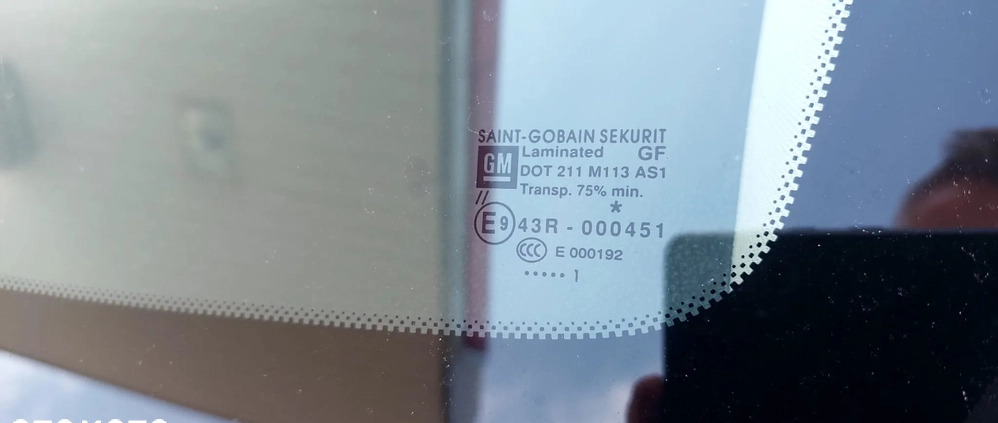 SAINT-GOBAIN SEKURIT
GM
Laminated GF
DOT 211 M113 AS1
Transp. 75% min.
//
*
E9 43R - 000451
CCC E 000192
••••• 1